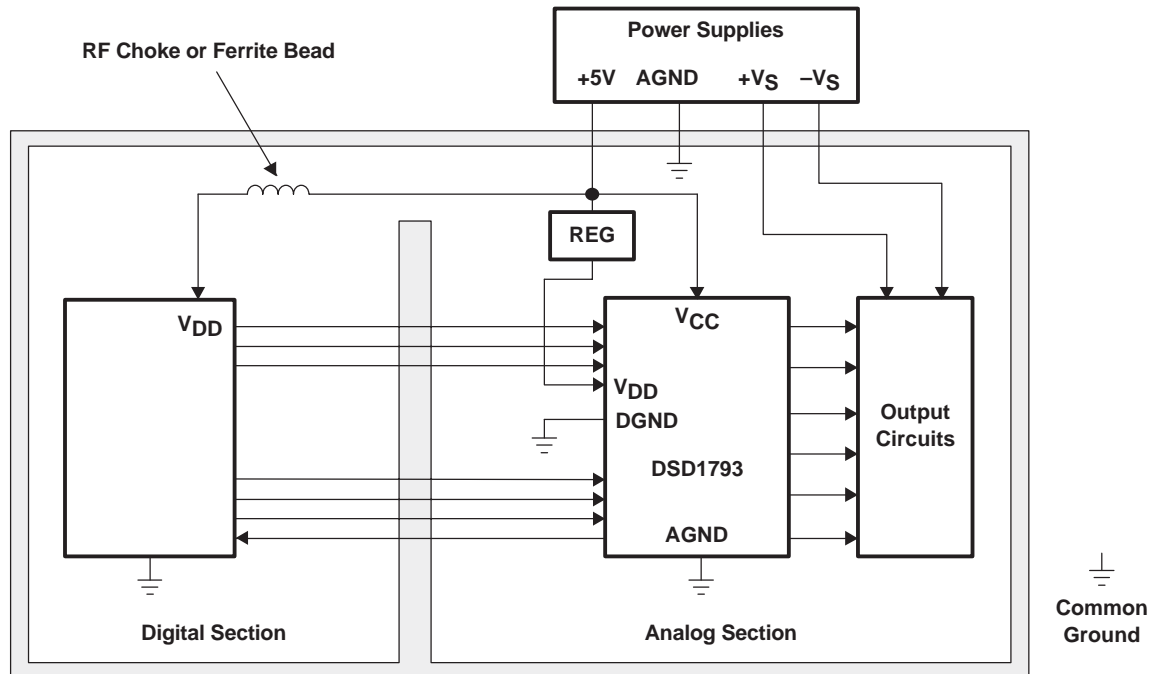 Power Supplies
RF Choke or Ferrite Bead
+5V AGND +VS –VS
REG
VDD
VCC
VDD
DGND
Output
Circuits
DSD1793
AGND
Common
Ground
Digital Section
Analog Section